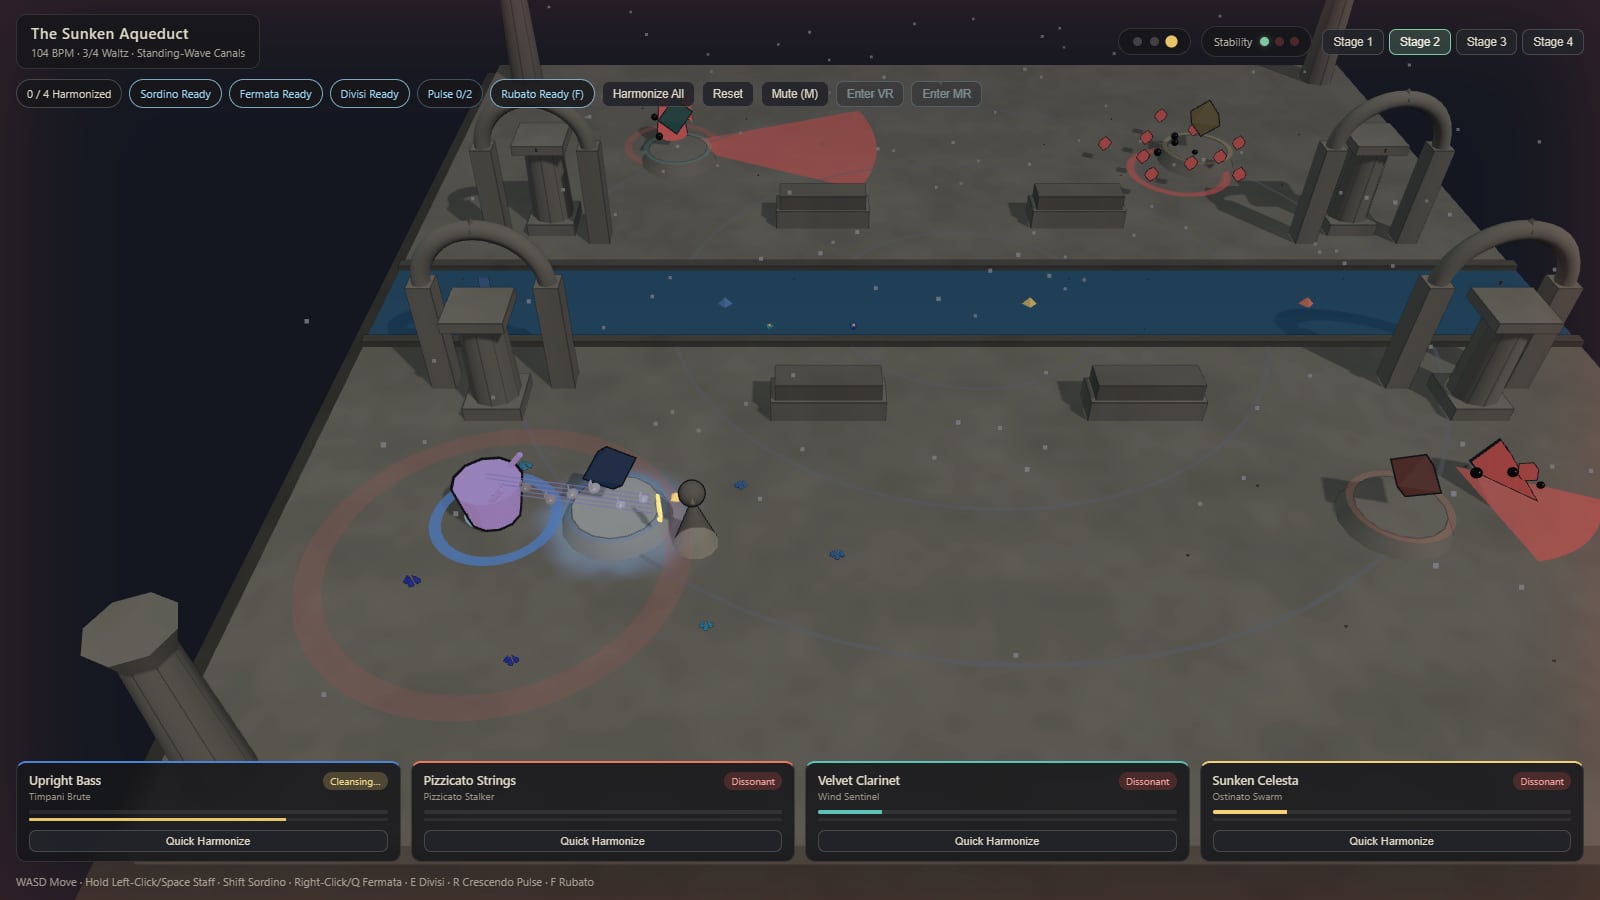 The Sunken Aqueduct
104 BPM · 3/4 Waltz · Standing-Wave Canals
Stability
Stage 1
Stage 2
Stage 3
Stage 4
0 / 4 Harmonized
Sordino Ready
Fermata Ready
Divisi Ready
Pulse 0/2
Rubato Ready (F)
Harmonize All
Reset
Mute (M)
Enter VR
Enter MR
Upright Bass
Cleansing...
Timpani Brute
Quick Harmonize
Pizzicato Strings
Dissonant
Pizzicato Stalker
Quick Harmonize
Velvet Clarinet
Dissonant
Wind Sentinel
Quick Harmonize
Sunken Celesta
Dissonant
Ostinato Swarm
Quick Harmonize
WASD Move · Hold Left-Click/Space Staff · Shift Sordino · Right-Click/Q Fermata · E Divisi · R Crescendo Pulse · F Rubato